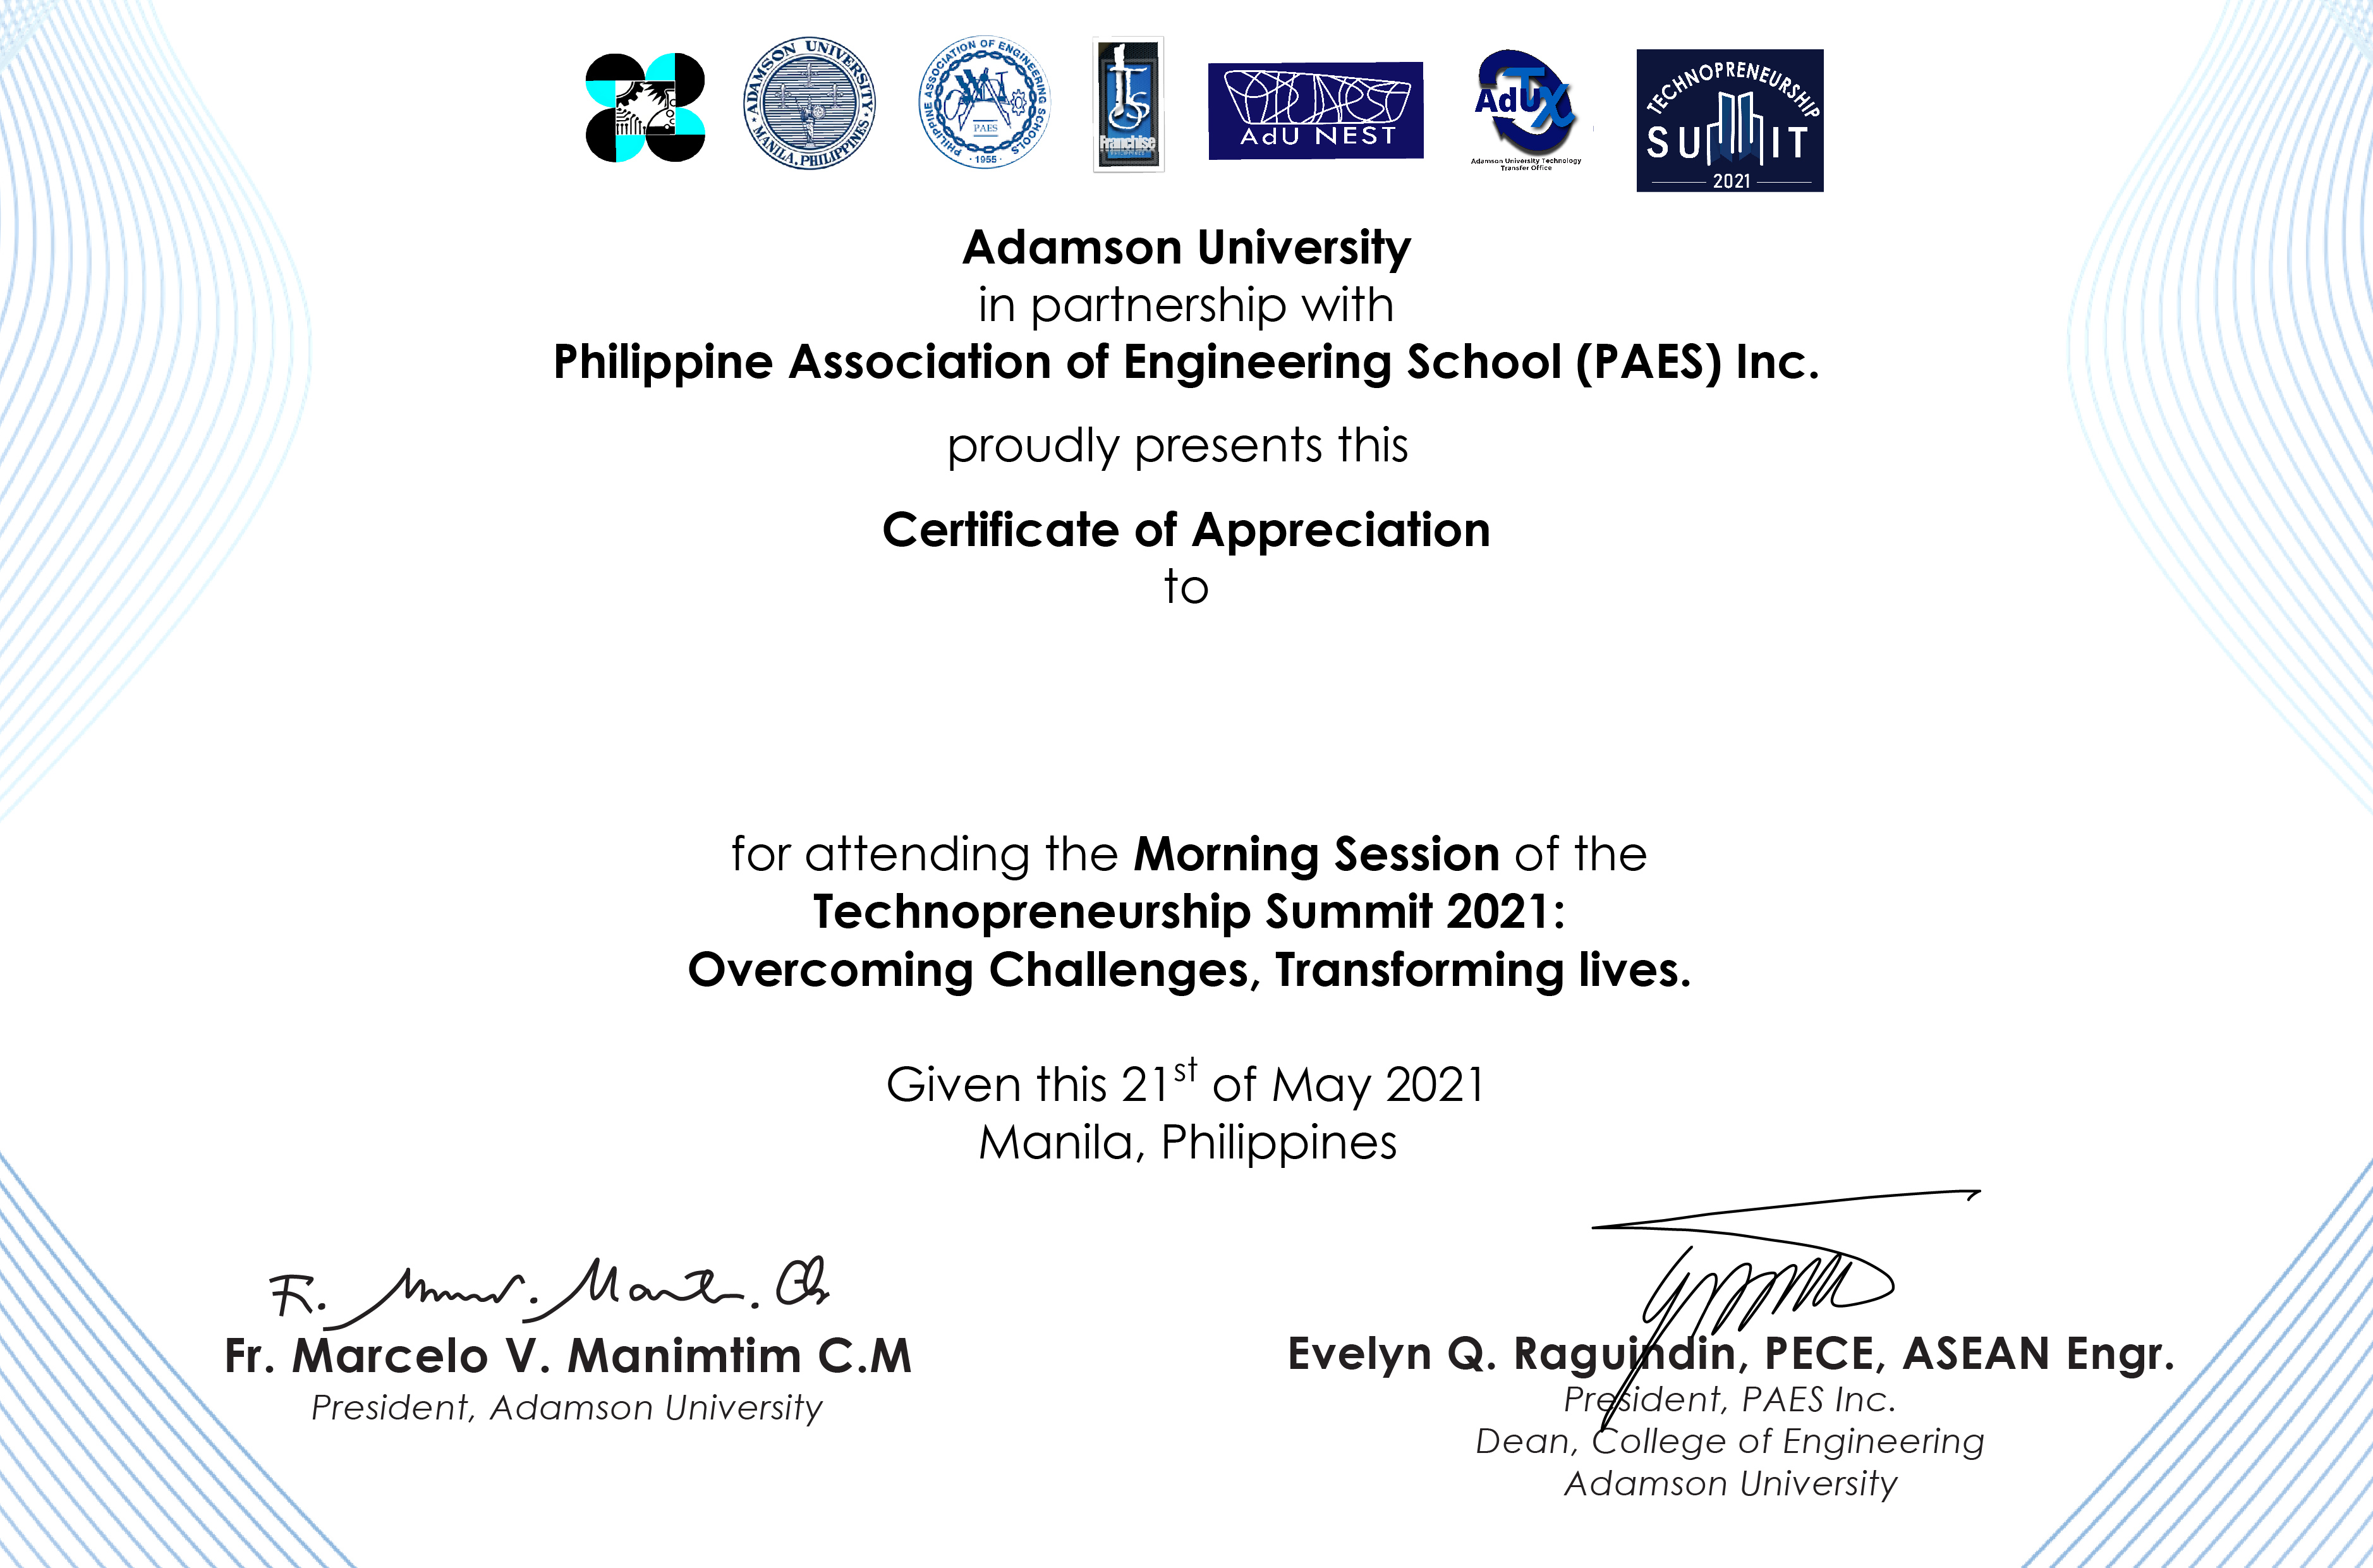 ADAMSON UNIVERSITY
MANILA, PHILIPPINES
PHILIPPINE ASSOCIATION OF ENGINEERING SCHOOLS
PAES
1955
Franchise
AdU NEST
AdUTX
Adamson University Technology
Transfer Office
TECHNOPRENEURSHIP
SUMMIT
2021
Adamson University
in partnership with
Philippine Association of Engineering School (PAES) Inc.
proudly presents this
Certificate of Appreciation
to
for attending the Morning Session of the
Technopreneurship Summit 2021:
Overcoming Challenges, Transforming lives.
Given this 21st of May 2021
Manila, Philippines
Fr. Marcelo V. Manimtim C.M
President, Adamson University
Evelyn Q. Raguindin, PECE, ASEAN Engr.
President, PAES Inc.
Dean, College of Engineering
Adamson University